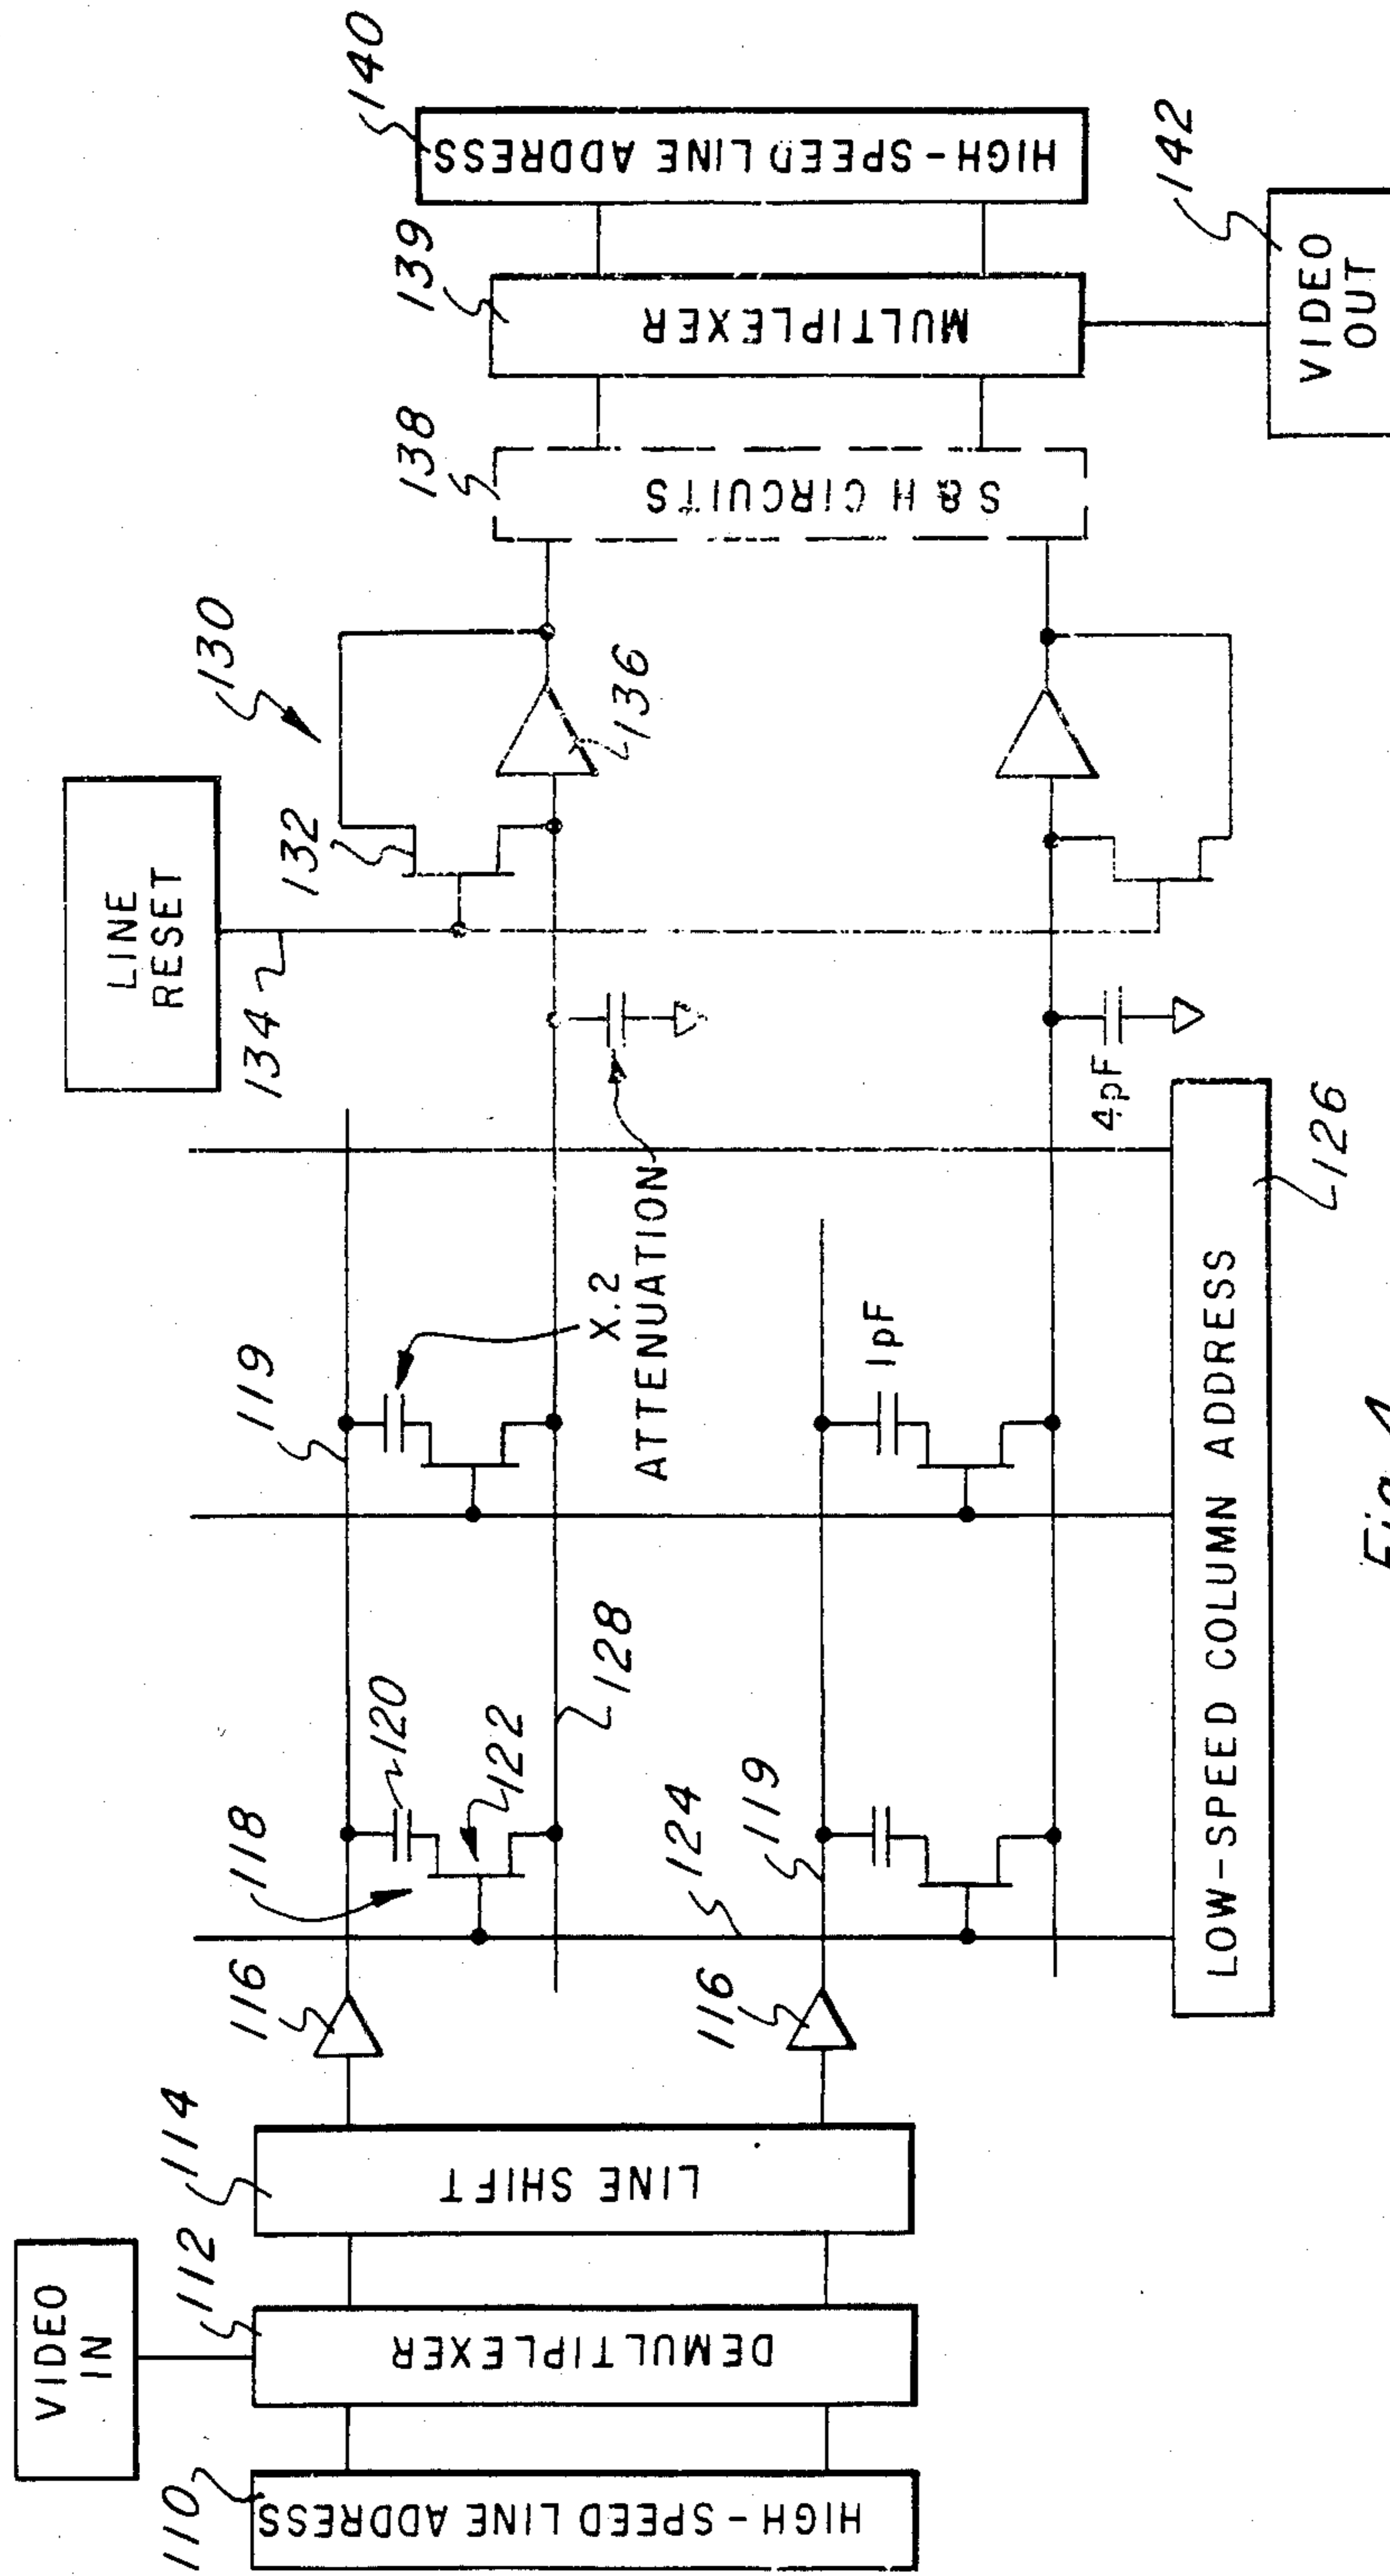 VIDEO
IN
110
HIGH-SPEED LINE ADDRESS
112
DEMULTIPLEXER
114
LINE SHIFT
116
116
118
120
122
124
119
119
128
X.2
ATTENUATION
1pF
4pF
LOW-SPEED COLUMN ADDRESS
126
LINE
RESET
134
132
130
136
138
S&H CIRCUITS
139
MULTIPLEXER
140
HIGH-SPEED LINE ADDRESS
142
VIDEO
OUT
Fig. 4